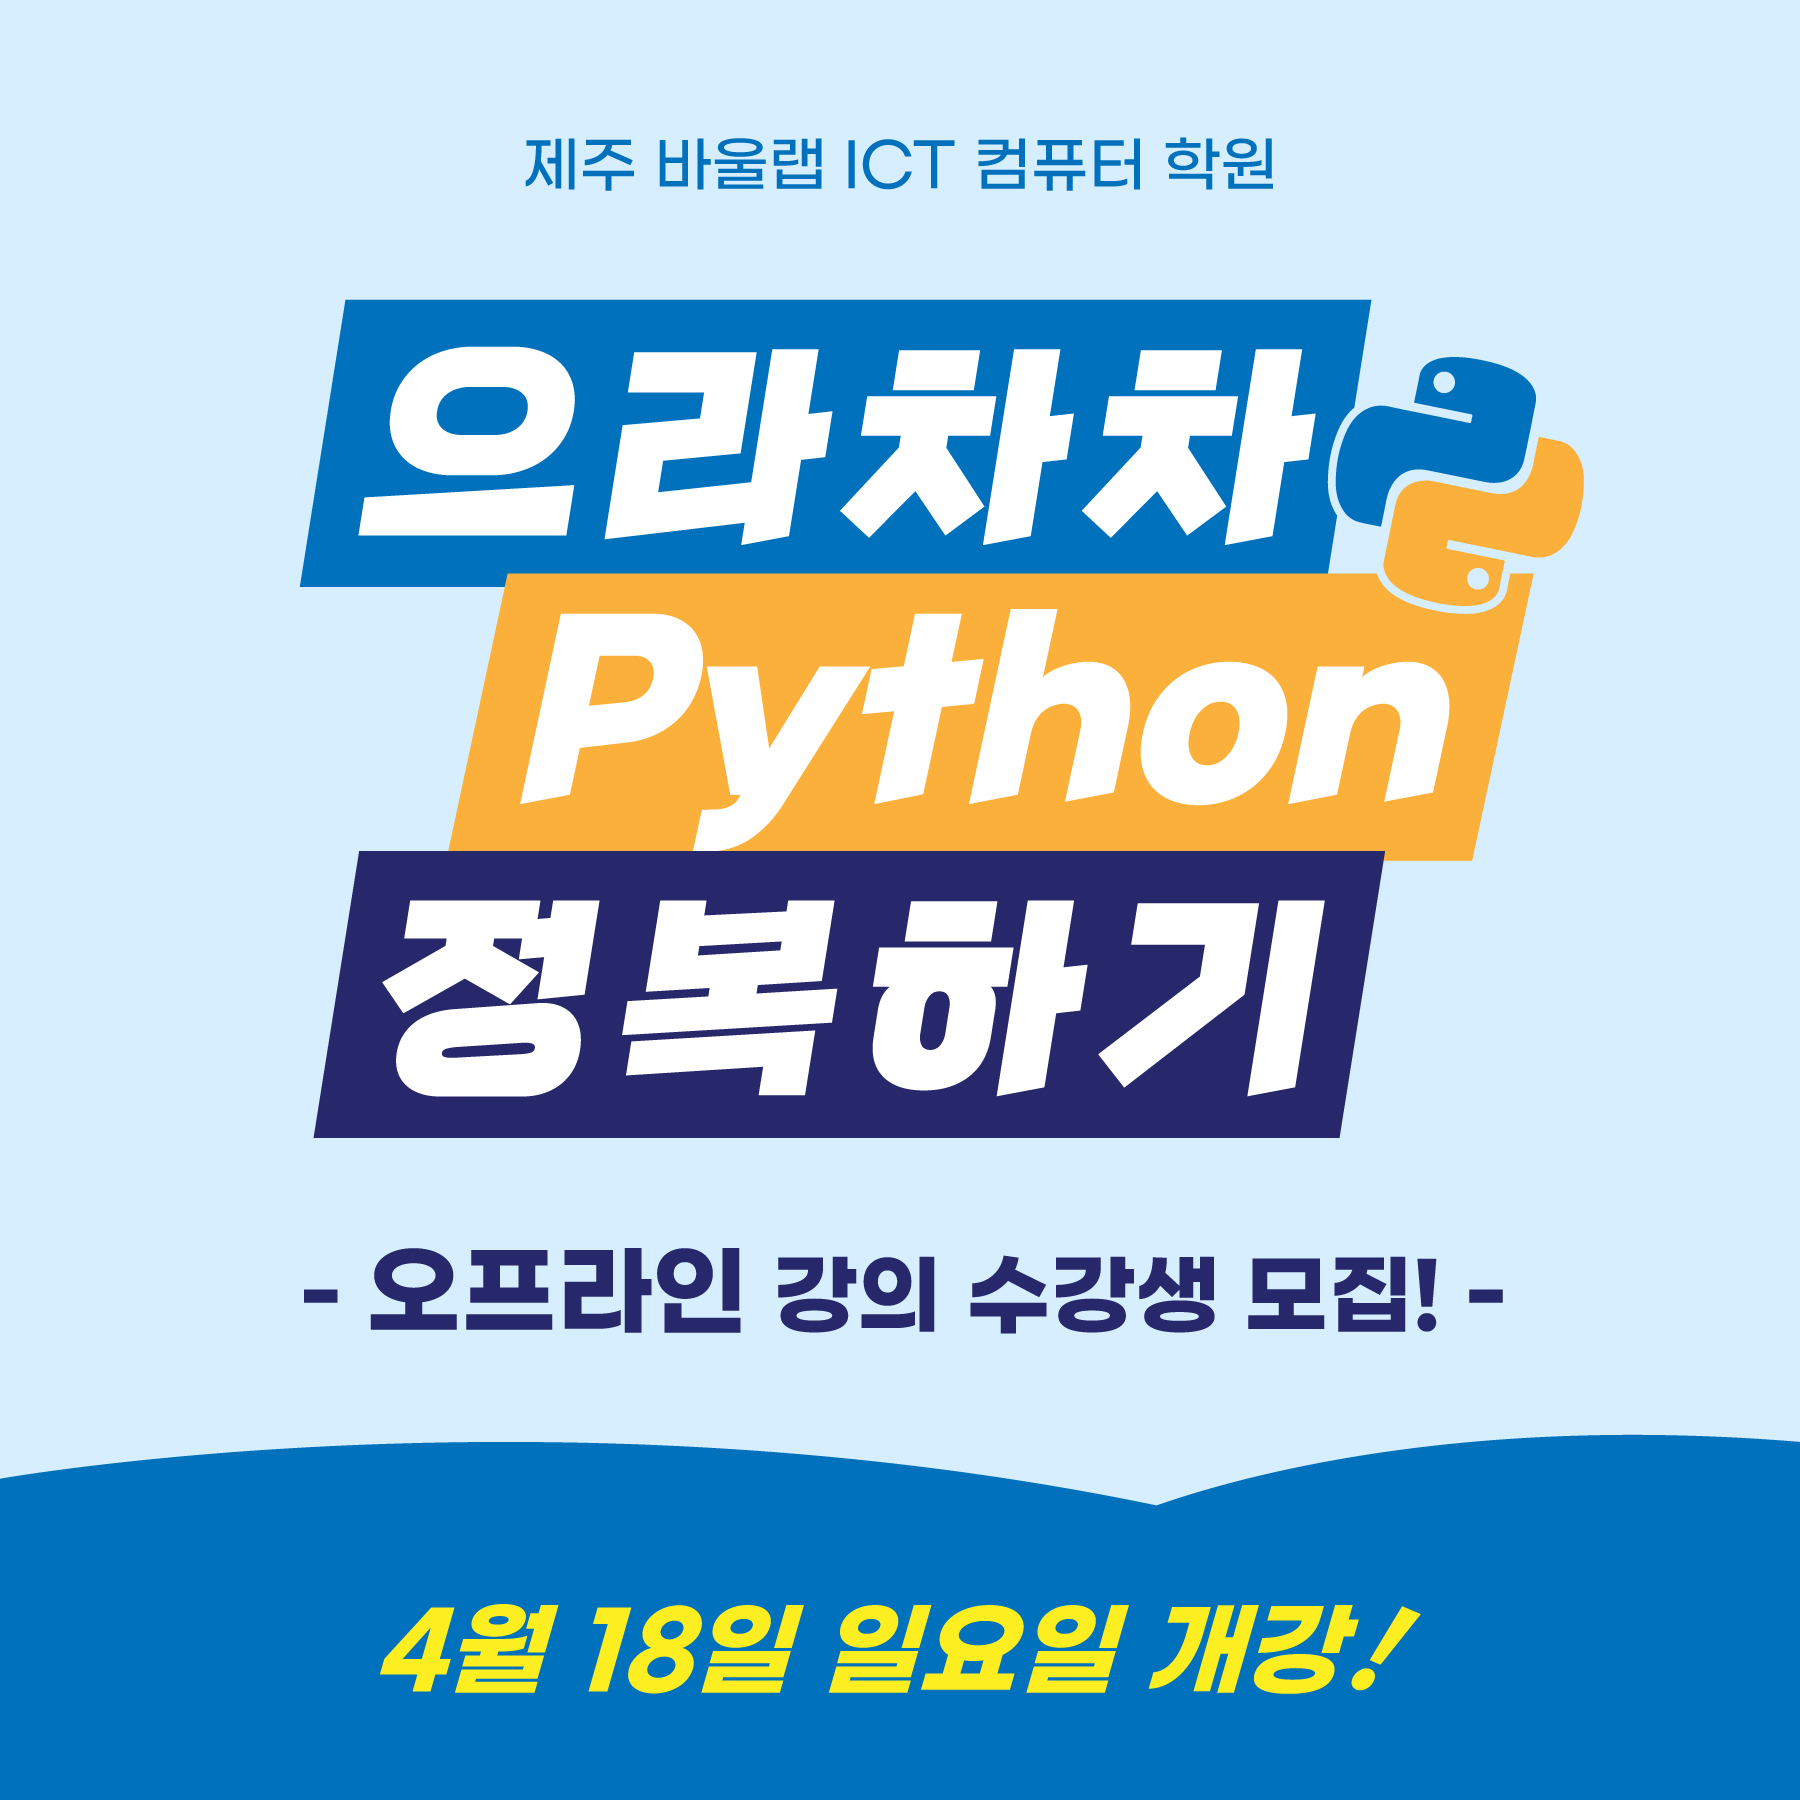 제주 바울랩 ICT 컴퓨터 학원
으라차차
Python
정복하기
- 오프라인 강의 수강생 모집! -
4월 18일 일요일 개강!